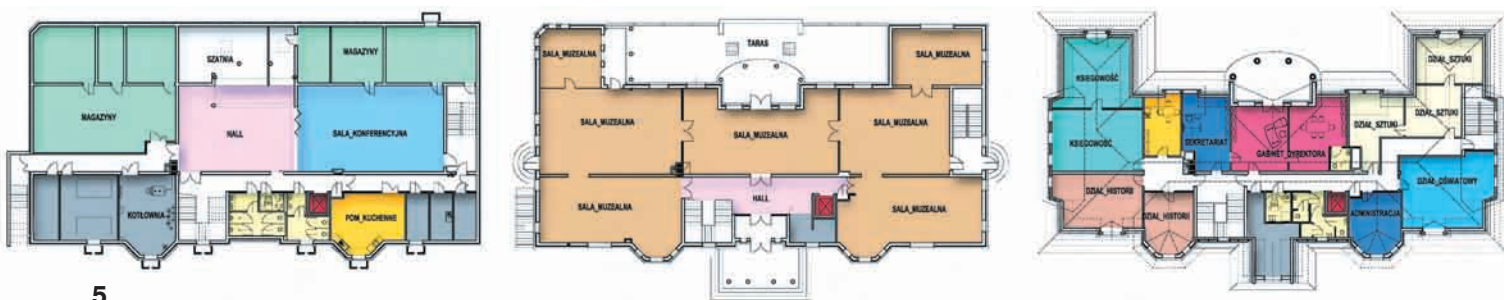 SZATNIA
MAGAZYNY
MAGAZYNY
HALL
SALA_KONFERENCYJNA
KOTŁOWNIA
POM_KUCHENNE
5
SALA_MUZEALNA
TARAS
SALA_MUZEALNA
SALA_MUZEALNA
SALA_MUZEALNA
SALA_MUZEALNA
SALA_MUZEALNA
HALL
SALA_MUZEALNA
KSIĘGOWOŚĆ
DZIAŁ_SZTUKI
DZIAŁ_SZTUKI
DZIAŁ_SZTUKI
KSIĘGOWOŚĆ
SEKRETARIAT
GABINET_DYREKTORA
DZIAŁ_HISTORII
DZIAŁ_OŚWIATOWY
DZIAŁ_HISTORII
ADMINISTRACJA